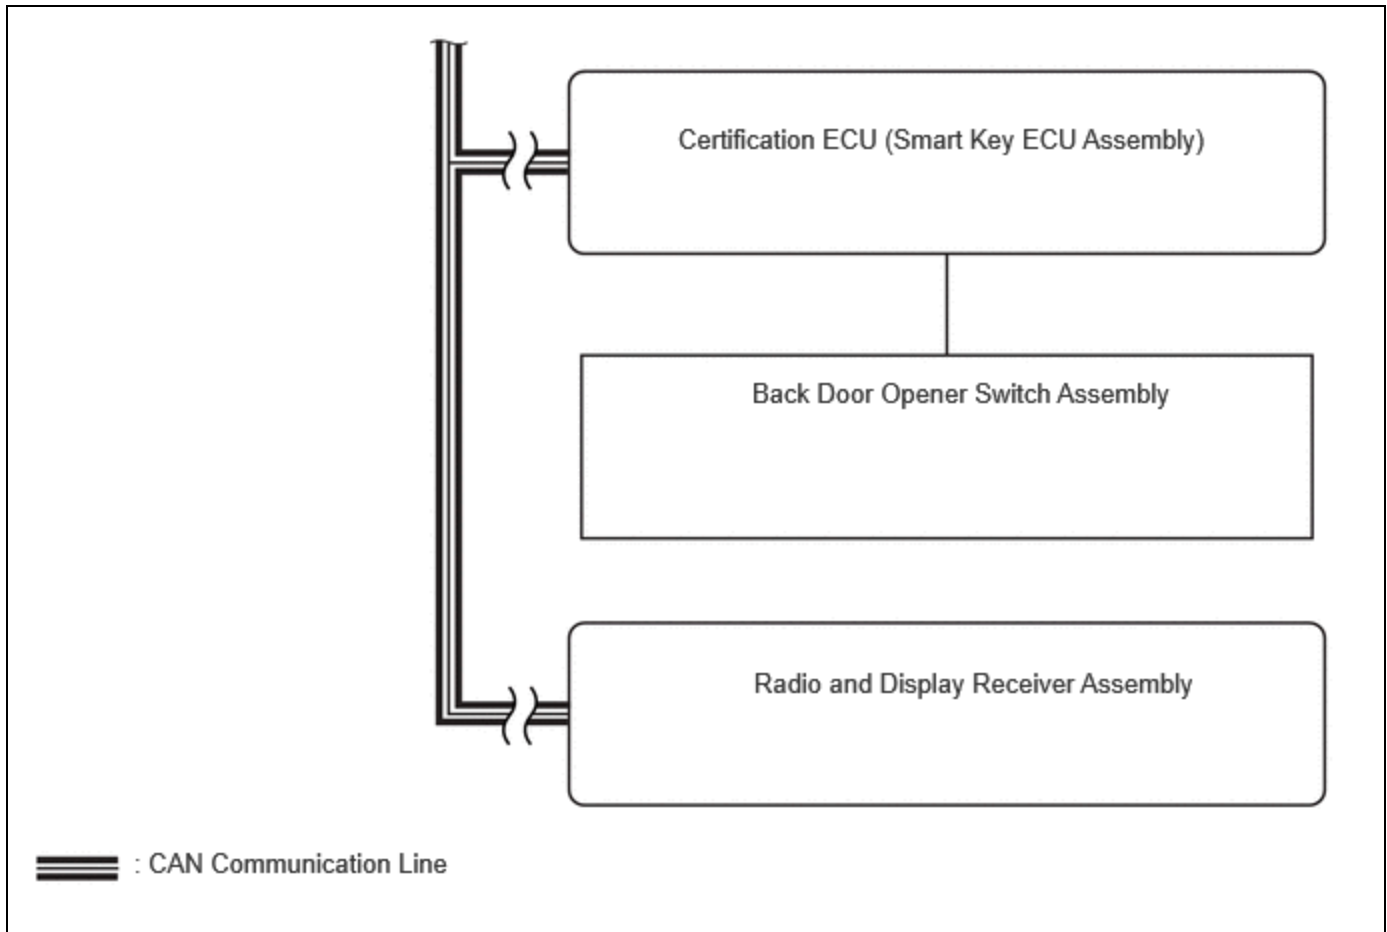 Certification ECU (Smart Key ECU Assembly)
Back Door Opener Switch Assembly
Radio and Display Receiver Assembly
: CAN Communication Line